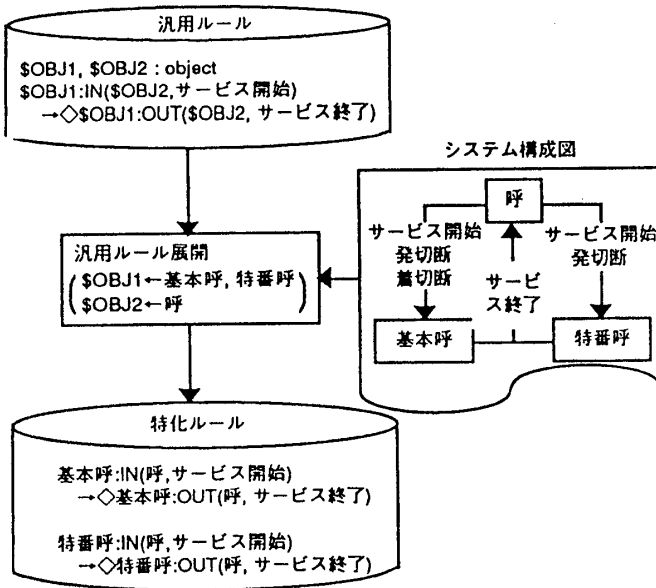 汎用ルール
$OBJ1, $OBJ2 : object
$OBJ1:IN($OBJ2,サービス開始)
→◇$OBJ1:OUT($OBJ2, サービス終了)
汎用ルール展開
($OBJ1←基本呼, 特番呼
$OBJ2←呼)
システム構成図
呼
サービス開始
発切断
着切断
サービス開始
発切断
サービ
ス終了
基本呼
特番呼
特化ルール
基本呼:IN(呼,サービス開始)
→◇基本呼:OUT(呼, サービス終了)
特番呼:IN(呼,サービス開始)
→◇特番呼:OUT(呼, サービス終了)